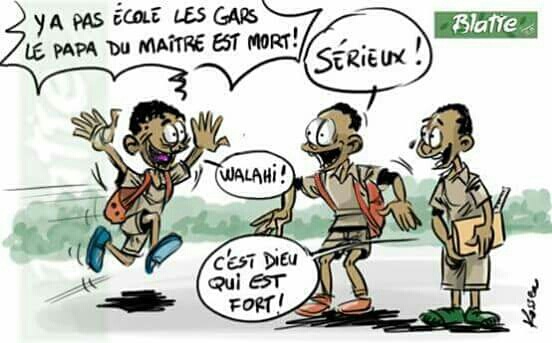 Y A PAS ÉCOLE LES GARS
LE PAPA DU MAÎTRE EST MORT!
Blatte
SÉRIEUX!
WALAHI!
C'EST DIEU
QUI EST
FORT!